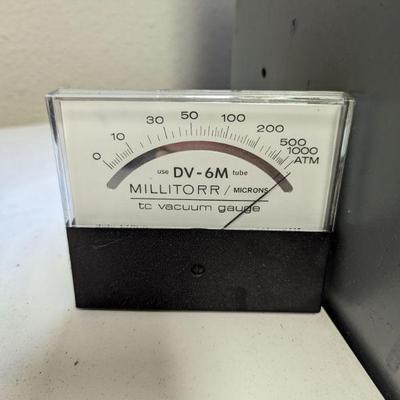 0 10 30 50 100 200 500 1000 ATM
use DV-6M tube
MILLITORR/MICRONS
tc vacuum gauge